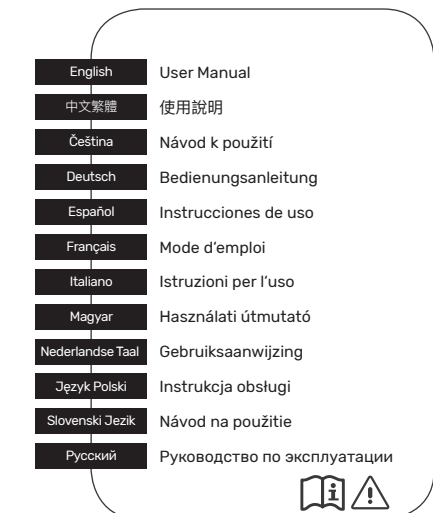 English User Manual
中文繁體 使用說明
Čeština Návod k použití
Deutsch Bedienungsanleitung
Español Instrucciones de uso
Français Mode d’emploi
Italiano Istruzioni per l’uso
Magyar Használati útmutató
Nederlandse Taal Gebruiksaanwijzing
Język Polski Instrukcja obsługi
Slovenski Jezik Návod na použitie
Русский Руководство по эксплуатации